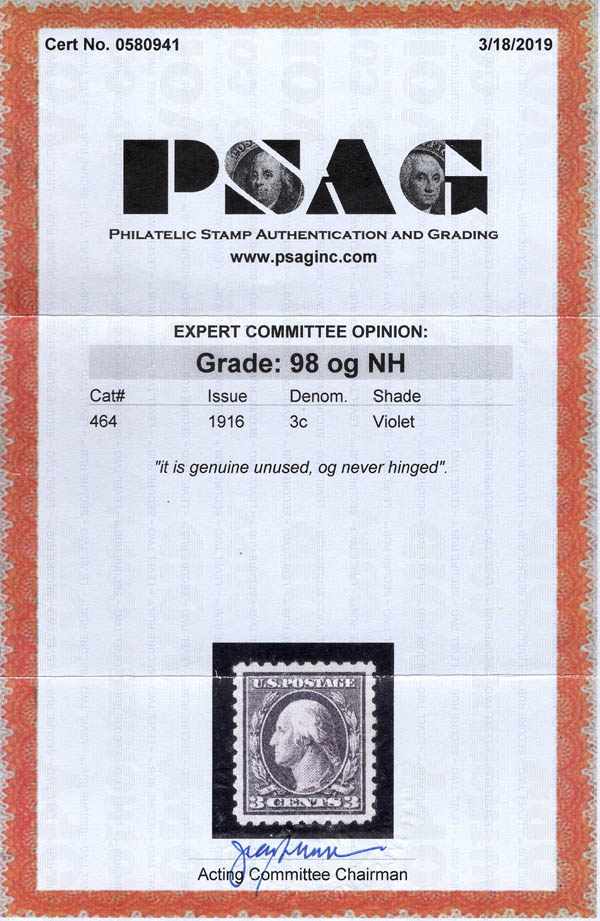 Cert No. 0580941 3/18/2019
PSAG
PHILATELIC STAMP AUTHENTICATION AND GRADING
www.psaginc.com
EXPERT COMMITTEE OPINION:
Grade: 98 og NH
Cat# Issue Denom. Shade
464 1916 3c Violet
"it is genuine unused, og never hinged".
U.S. POSTAGE
3 CENTS 3
Acting Committee Chairman